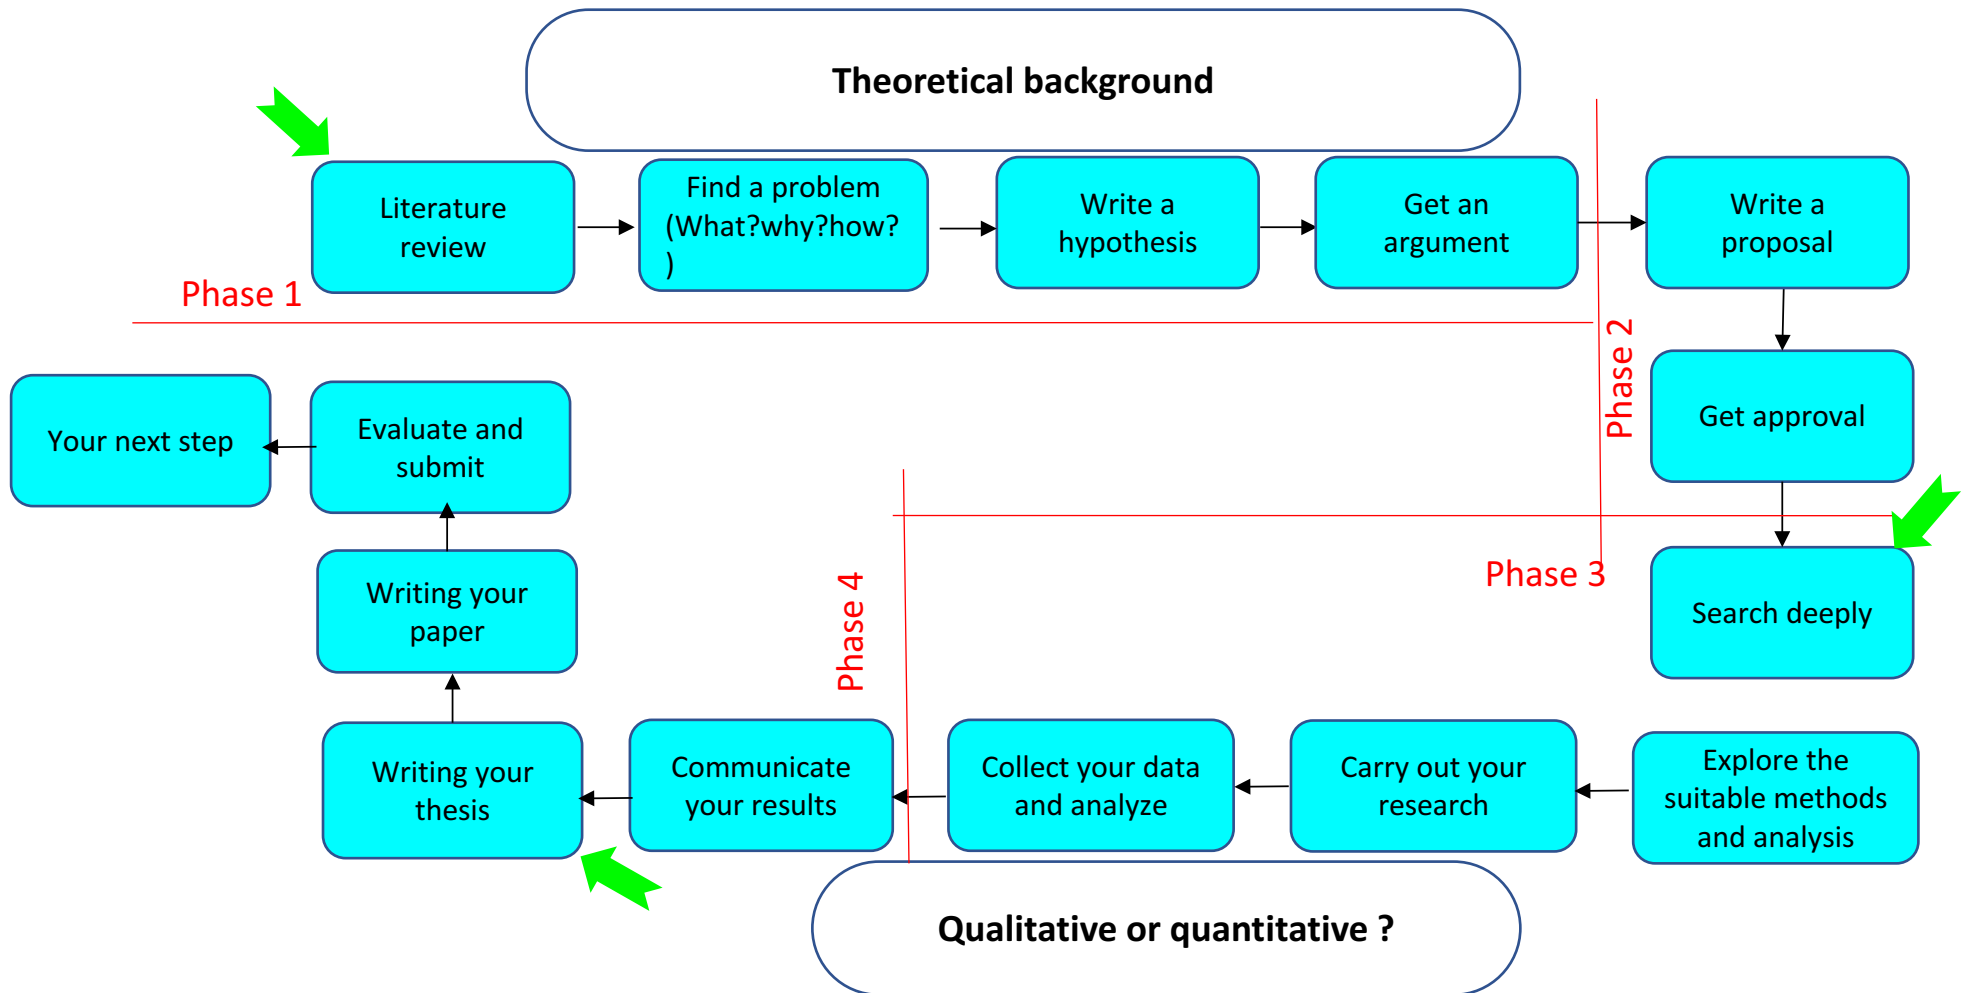 Theoretical background
Literature
review
Find a problem
(What?why?how?
)
Write a
hypothesis
Get an
argument
Write a
proposal
Phase 1
Phase 2
Get approval
Your next step
Evaluate and
submit
Phase 3
Search deeply
Writing your
paper
Phase 4
Writing your
thesis
Communicate
your results
Collect your data
and analyze
Carry out your
research
Explore the
suitable methods
and analysis
Qualitative or quantitative ?